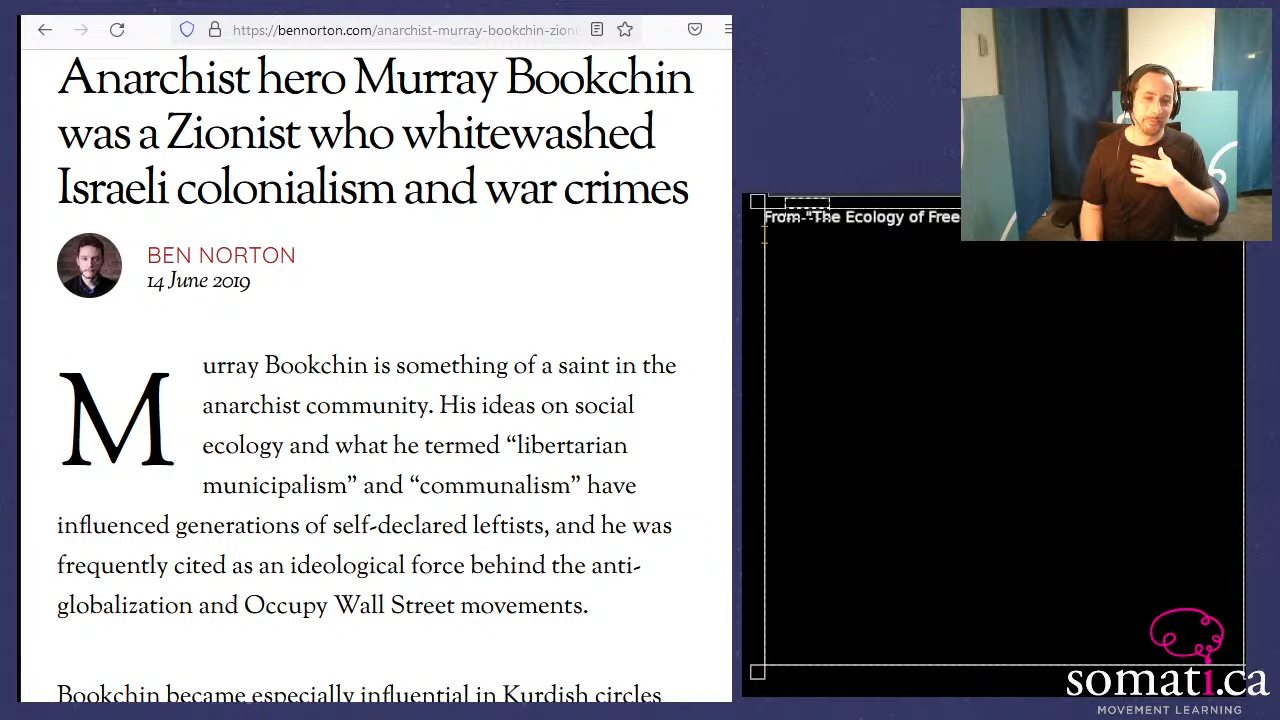 https://bennorton.com/anarchist-murray-bookchin-zioni
Anarchist hero Murray Bookchin
was a Zionist who whitewashed
Israeli colonialism and war crimes
BEN NORTON
14 June 2019
Murray Bookchin is something of a saint in the
anarchist community. His ideas on social
ecology and what he termed “libertarian
municipalism” and “communalism” have
influenced generations of self-declared leftists, and he was
frequently cited as an ideological force behind the anti-
globalization and Occupy Wall Street movements.
Bookchin became especially influential in Kurdish circles
From "The Ecology of Free
somati.ca
MOVEMENT LEARNING